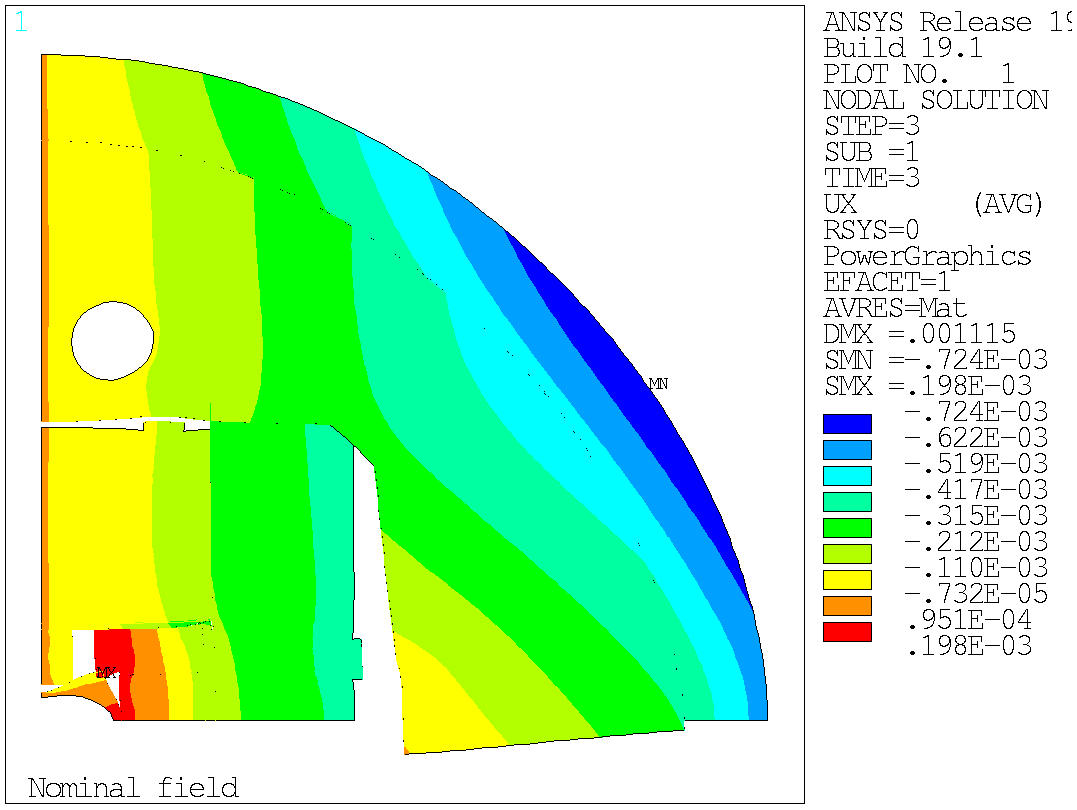 1
ANSYS Release 19
Build 19.1
PLOT NO.   1
NODAL SOLUTION
STEP=3
SUB =1
TIME=3
UX       (AVG)
RSYS=0
PowerGraphics
EFACET=1
AVRES=Mat
DMX =.001115
SMN =-.724E-03
SMX =.198E-03
-.724E-03
-.622E-03
-.519E-03
-.417E-03
-.315E-03
-.212E-03
-.110E-03
-.732E-05
.951E-04
.198E-03
MN
MX
Nominal field